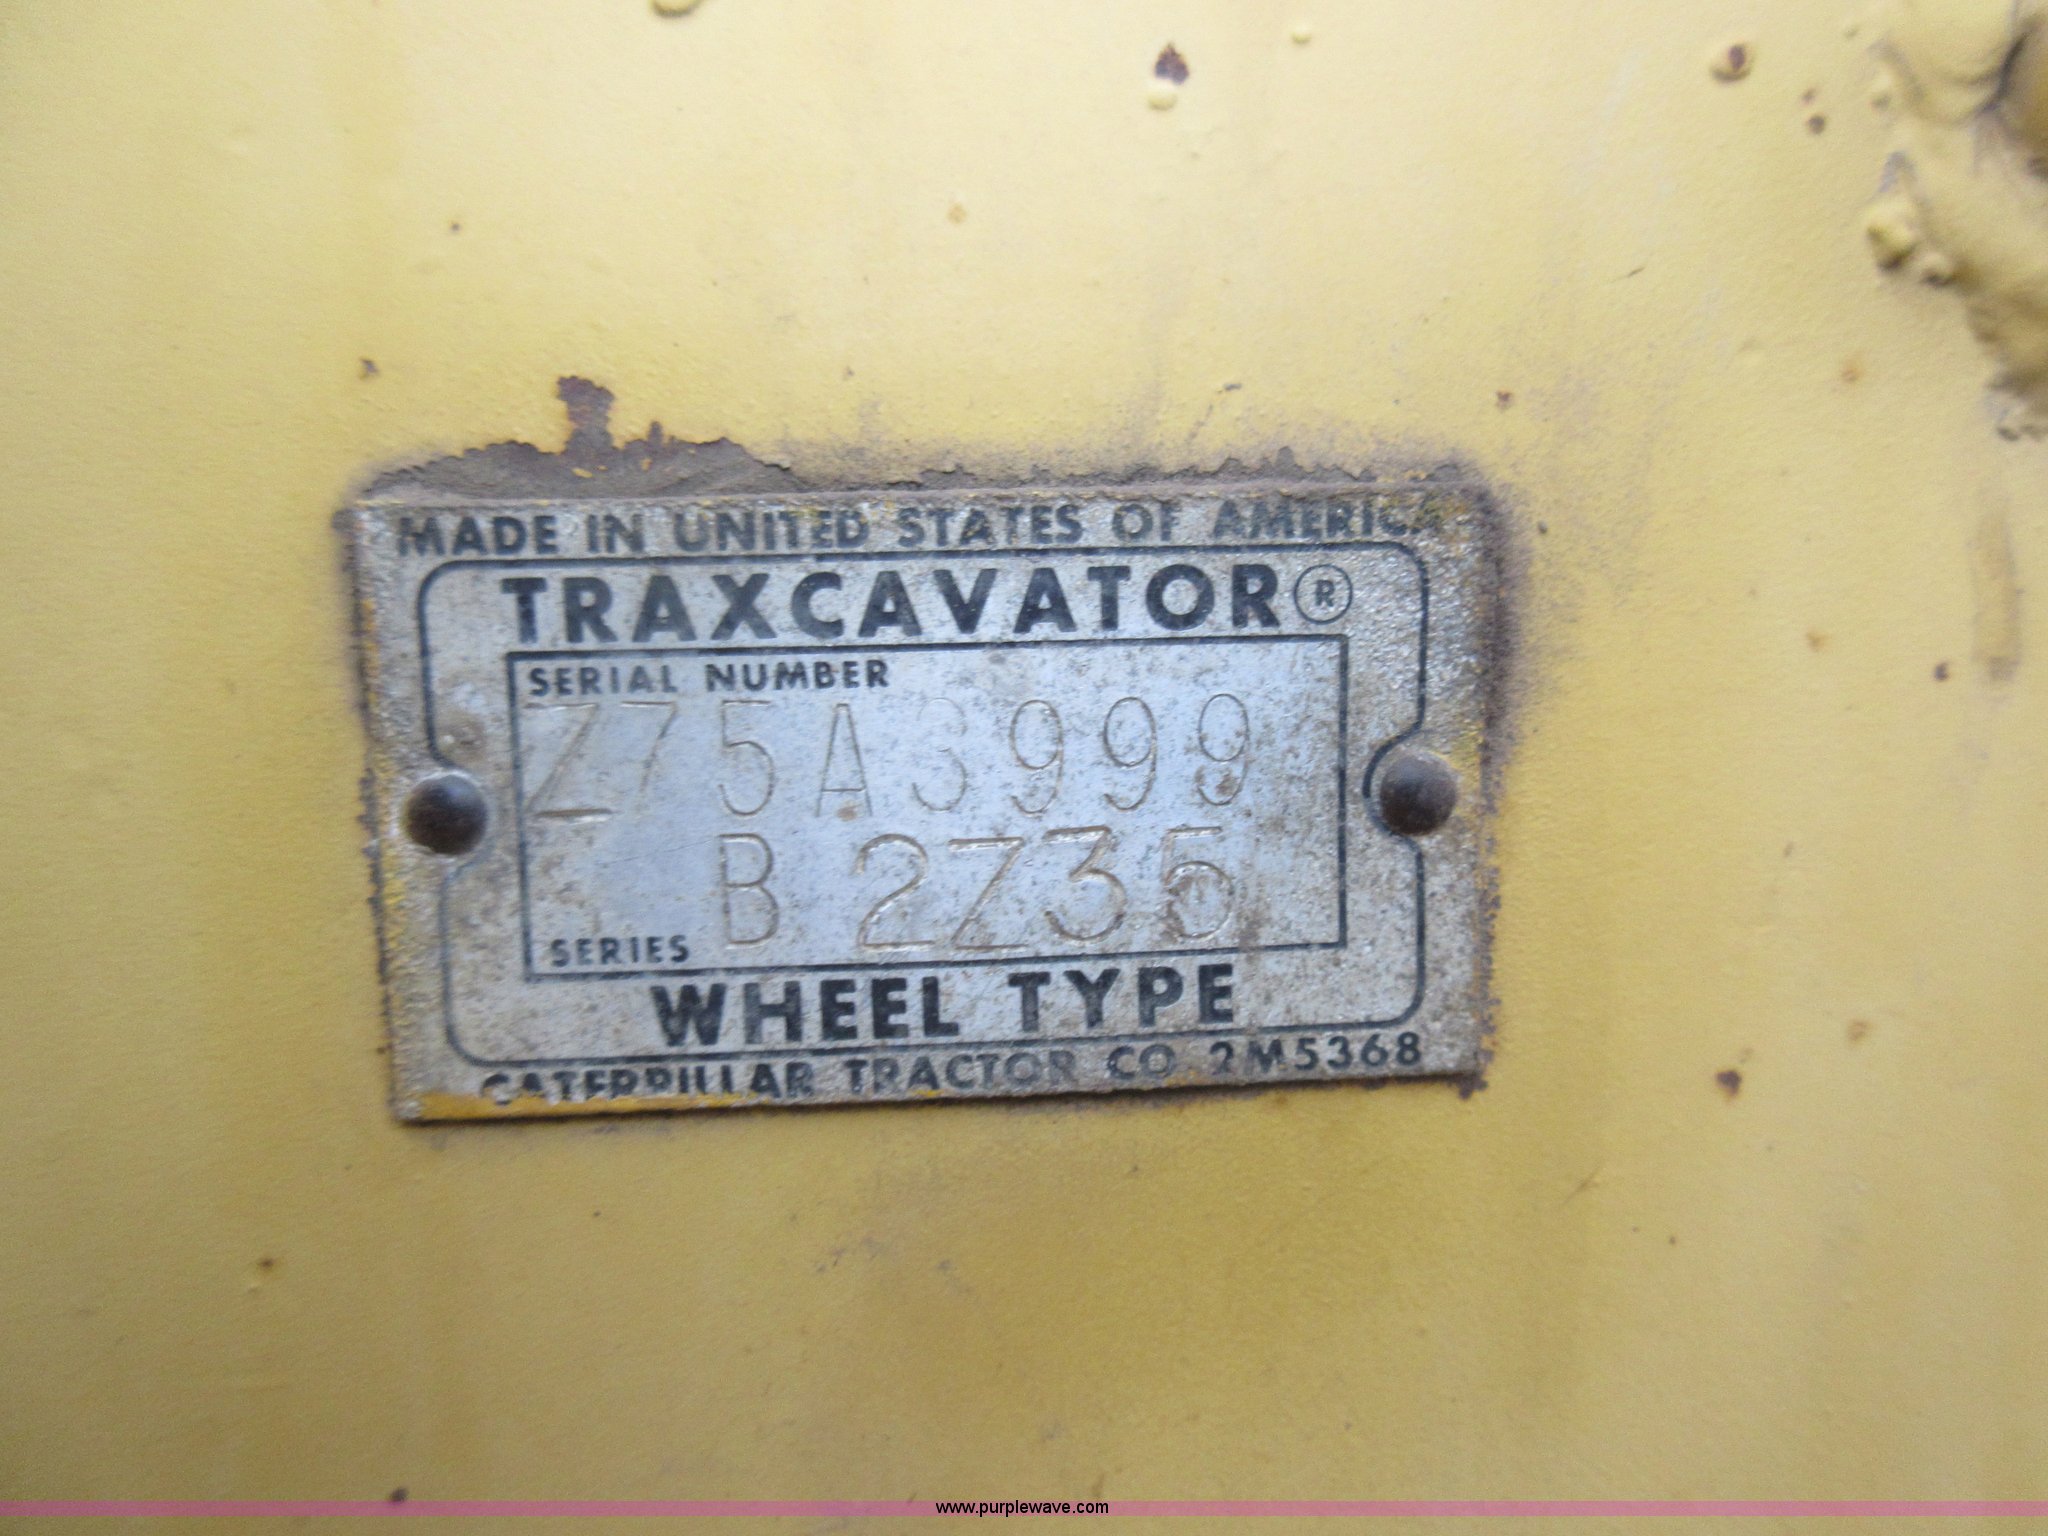 MADE IN UNITED STATES OF AMERICA
TRAXCAVATOR®
SERIAL NUMBER
Z75A3999
B 2Z35
SERIES
WHEEL TYPE
CATERPILLAR TRACTOR CO 2M5368
www.purplewave.com